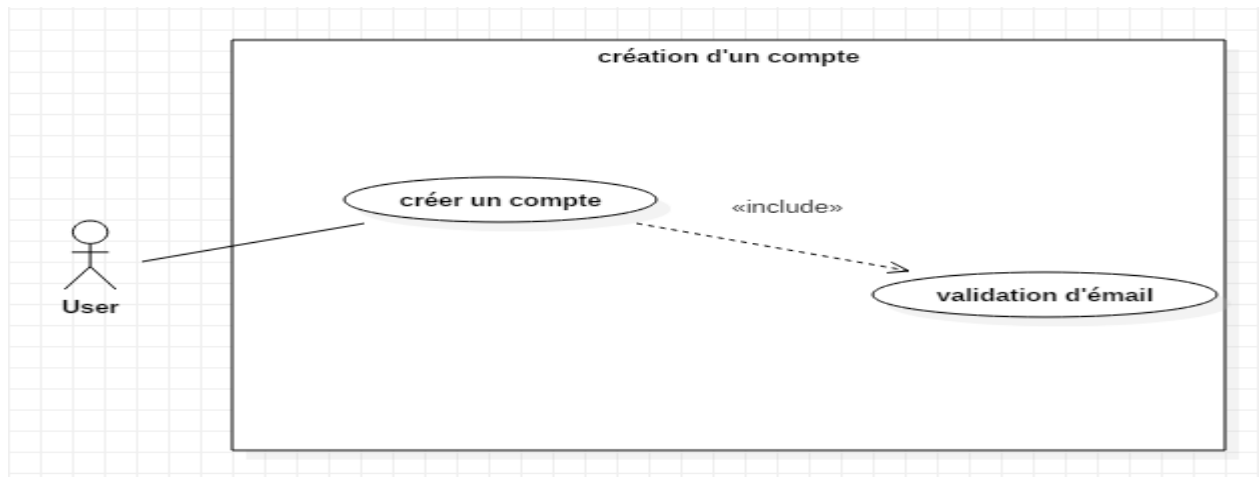 création d'un compte
créer un compte
«include»
User
validation d'émail